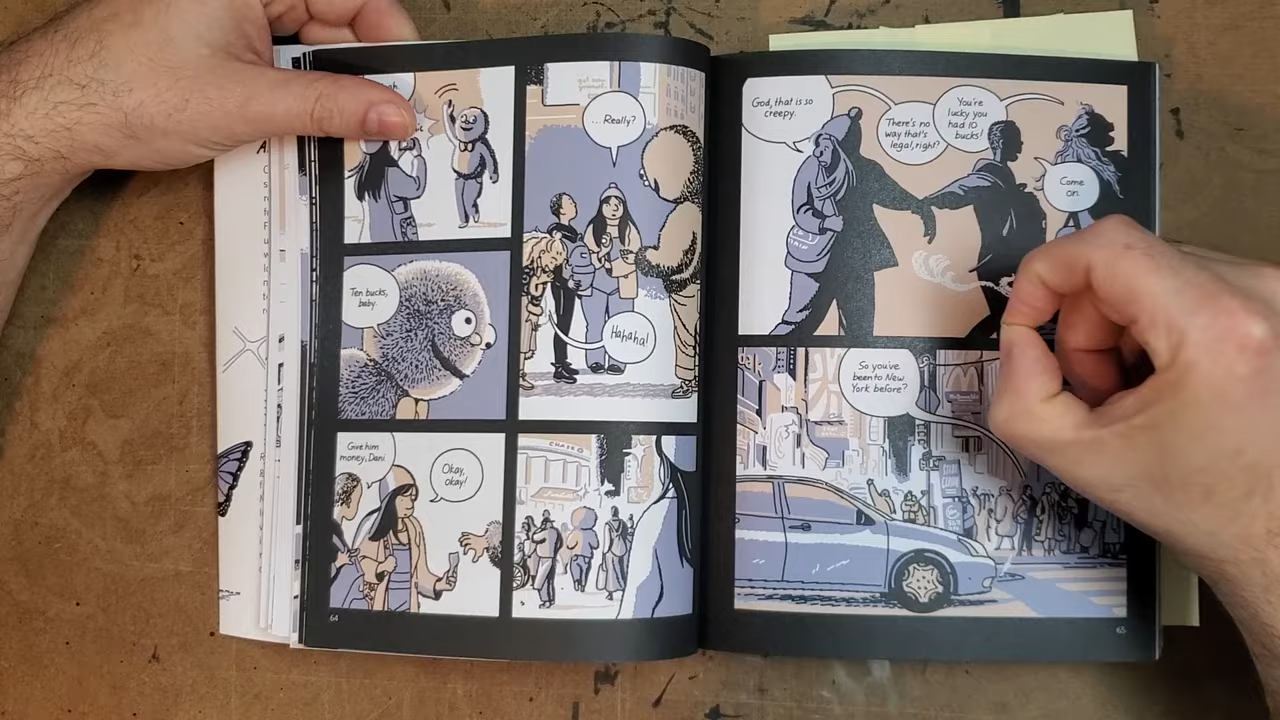 ... Really?
Ten bucks,
baby.
Hahaha!
Give him
money, Dani.
Okay,
okay!
CHASE
64
God, that is so
creepy.
There's no
way that's
legal, right?
You're
lucky you
had 10
bucks!
Come
on.
So you've
been to New
York before?
65